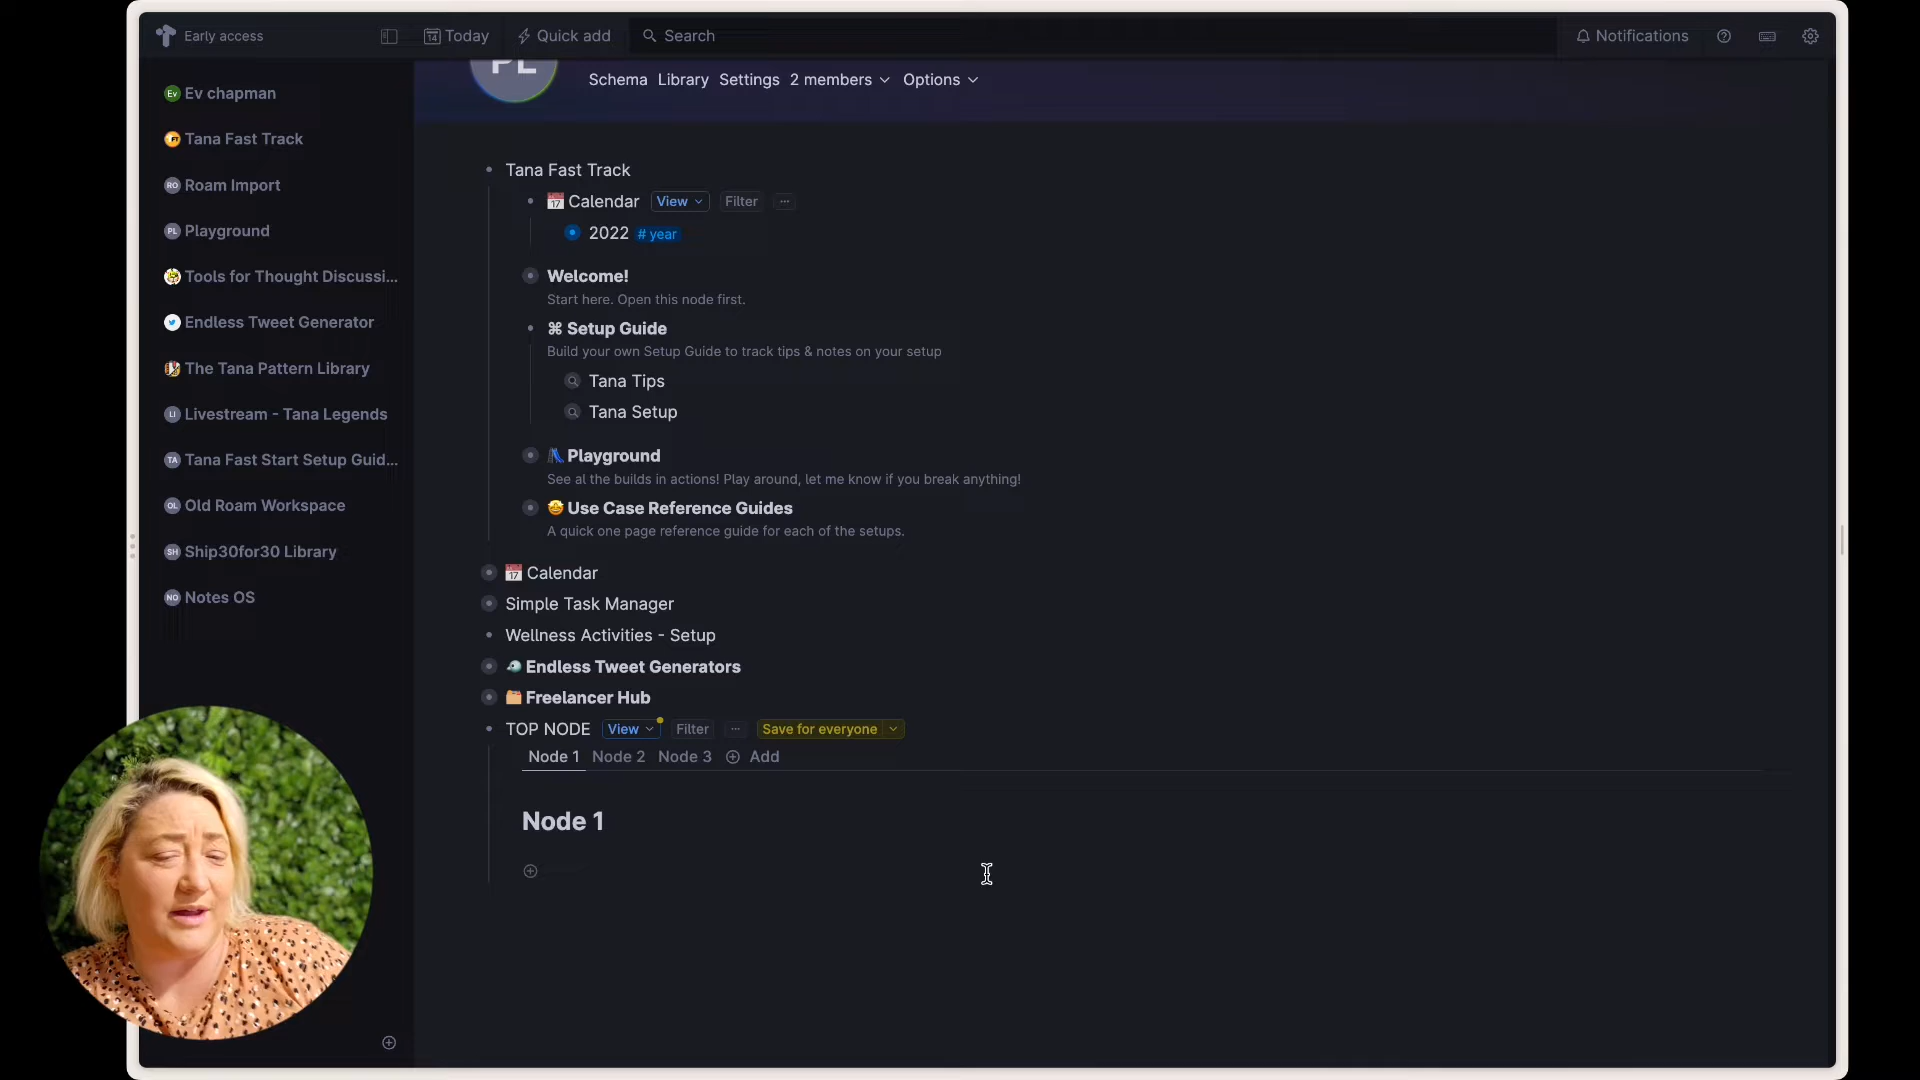 Early access
Today
Quick add
Search
Notifications
Schema Library Settings 2 members Options
Ev chapman
Tana Fast Track
Roam Import
Playground
Tools for Thought Discussi...
Endless Tweet Generator
The Tana Pattern Library
Livestream - Tana Legends
Tana Fast Start Setup Guid...
Old Roam Workspace
Ship30for30 Library
Notes OS
Tana Fast Track
Calendar View Filter ...
2022 # year
Welcome!
Start here. Open this node first.
⌘ Setup Guide
Build your own Setup Guide to track tips & notes on your setup
Tana Tips
Tana Setup
Playground
See al the builds in actions! Play around, let me know if you break anything!
Use Case Reference Guides
A quick one page reference guide for each of the setups.
Calendar
Simple Task Manager
Wellness Activities - Setup
Endless Tweet Generators
Freelancer Hub
TOP NODE View Filter ... Save for everyone
Node 1 Node 2 Node 3 Add
Node 1